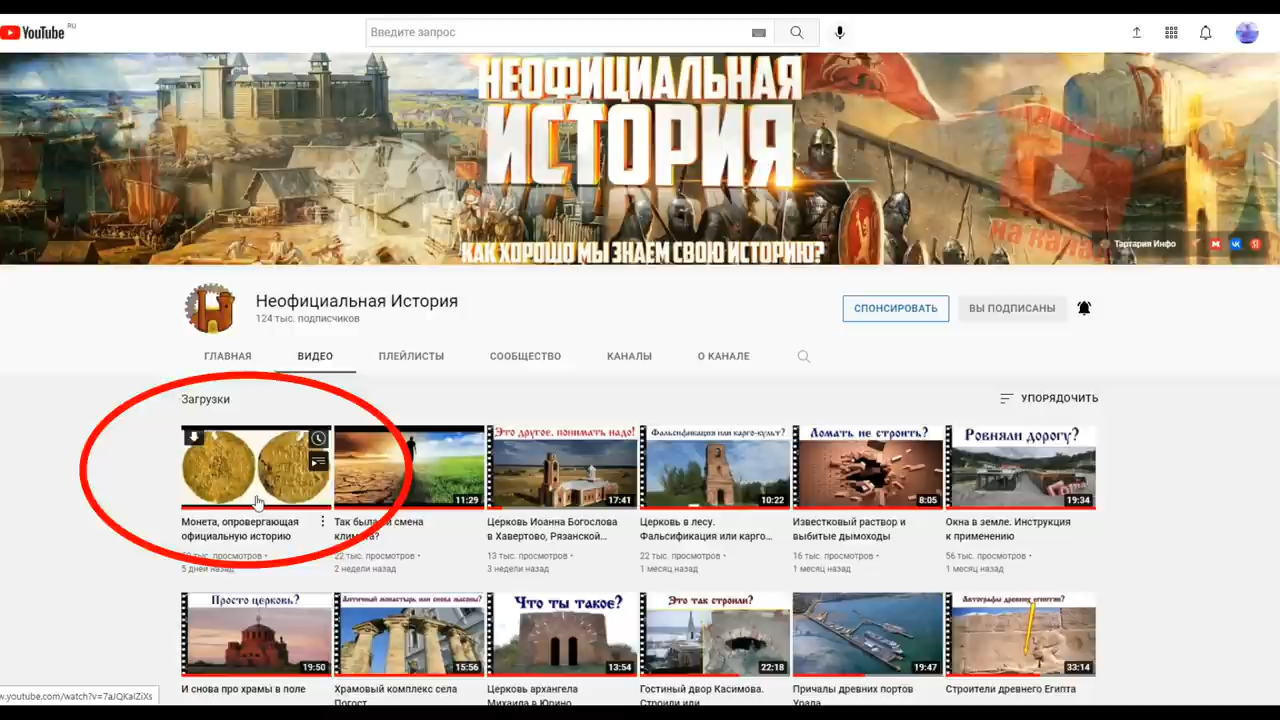 YouTube RU
Введите запрос
НЕОФИЦИАЛЬНАЯ
ИСТОРИЯ
КАК ХОРОШО МЫ ЗНАЕМ СВОЮ ИСТОРИЮ?
Тартария Инфо
Неофициальная История
124 тыс. подписчиков
СПОНСИРОВАТЬ
ВЫ ПОДПИСАНЫ
ГЛАВНАЯ ВИДЕО ПЛЕЙЛИСТЫ СООБЩЕСТВО КАНАЛЫ О КАНАЛЕ
Загрузки
УПОРЯДОЧИТЬ
Монета, опровергающая
официальную историю
тыс. просмотров •
5 дней назад
11:29
Так была ли смена
климата?
22 тыс. просмотров •
2 недели назад
Это другое, понимать надо!
17:41
Церковь Иоанна Богослова
в Хавертово, Рязанской...
13 тыс. просмотров •
3 недели назад
Фальсификация или карго-культ?
10:22
Церковь в лесу.
Фальсификация или карго...
22 тыс. просмотров •
1 месяц назад
Ломать не строить?
8:05
Известковый раствор и
выбитые дымоходы
16 тыс. просмотров •
1 месяц назад
Ровняли дорогу?
19:34
Окна в земле. Инструкция
к применению
56 тыс. просмотров •
1 месяц назад
Просто церковь?
19:50
И снова про храмы в поле
Античный монастырь или снова масоны?
15:56
Храмовый комплекс села
Погост
Что ты такое?
13:54
Церковь архангела
Михаила в Юрино
Это так строили?
22:18
Гостиный двор Касимова.
Строили или
19:47
Причалы древних портов
Урала
Автографы древних египтян?
33:14
Строители древнего Египта
w.youtube.com/watch?v=7aJQKaIZiXs